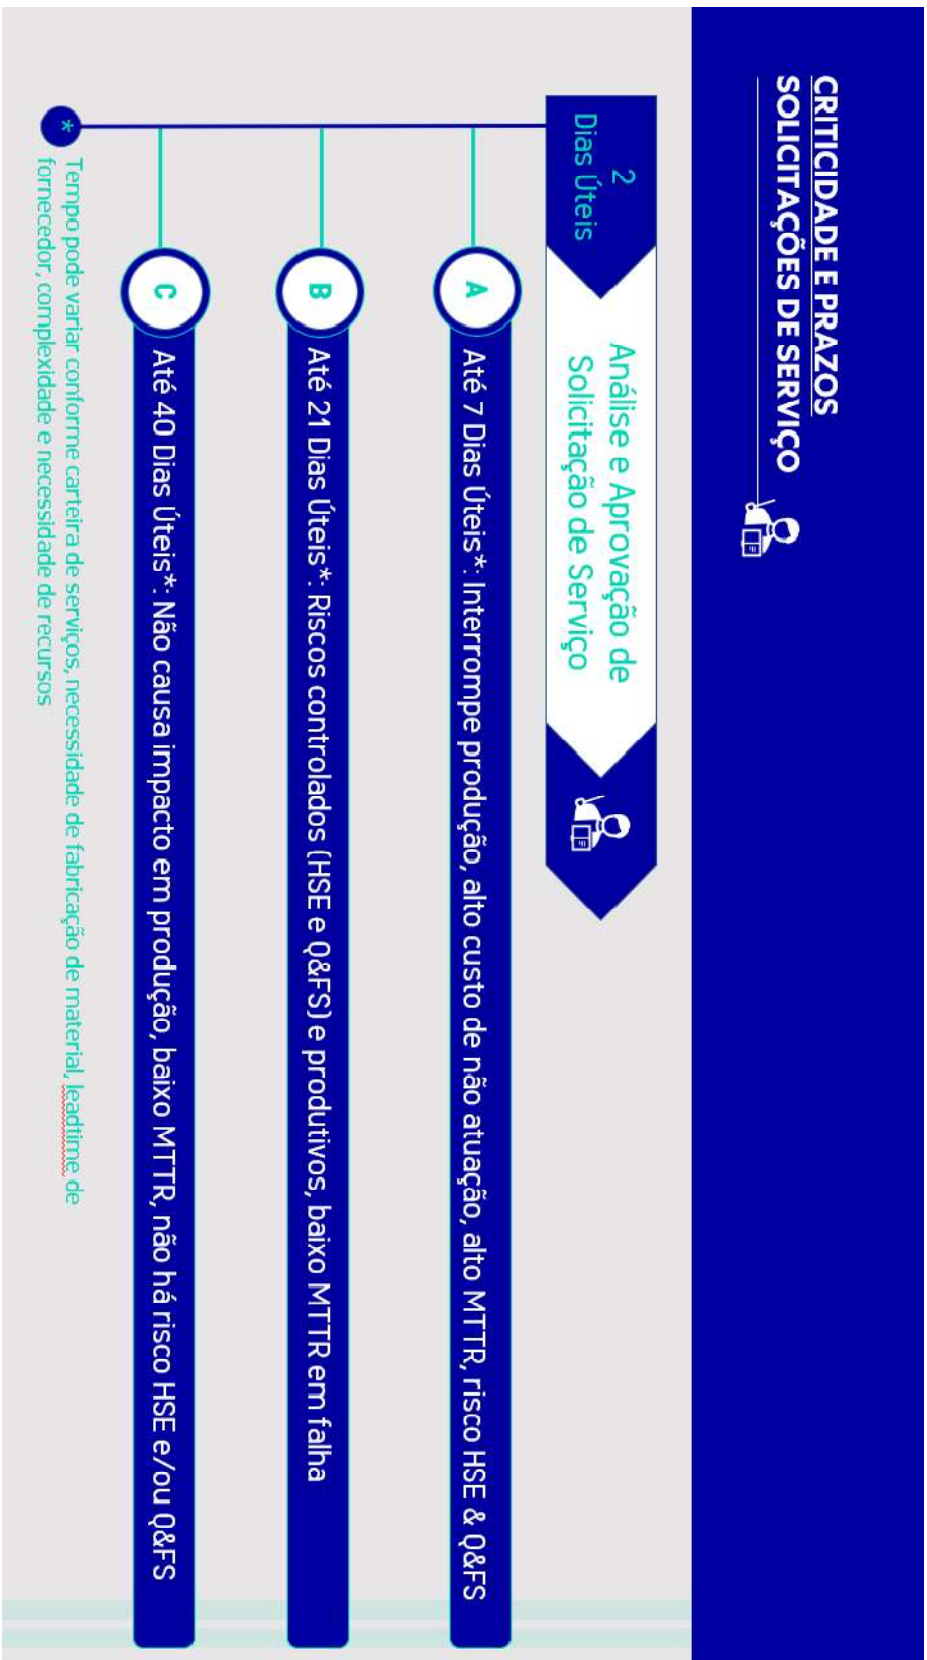 CRITICIDADE E PRAZOS
SOLICITAÇÕES DE SERVIÇO
2
Dias Úteis
Análise e Aprovação de
Solicitação de Serviço
A
Até 7 Dias Úteis*: Interrompe produção, alto custo de não atuação, alto MTTR, risco HSE & Q&FS
B
Até 21 Dias Úteis*: Riscos controlados (HSE e Q&FS) e produtivos, baixo MTTR em falha
C
Até 40 Dias Úteis*: Não causa impacto em produção, baixo MTTR, não há risco HSE e/ou Q&FS
*
Tempo pode variar conforme carteira de serviços, necessidade de fabricação de material, leadtime de
fornecedor, complexidade e necessidade de recursos